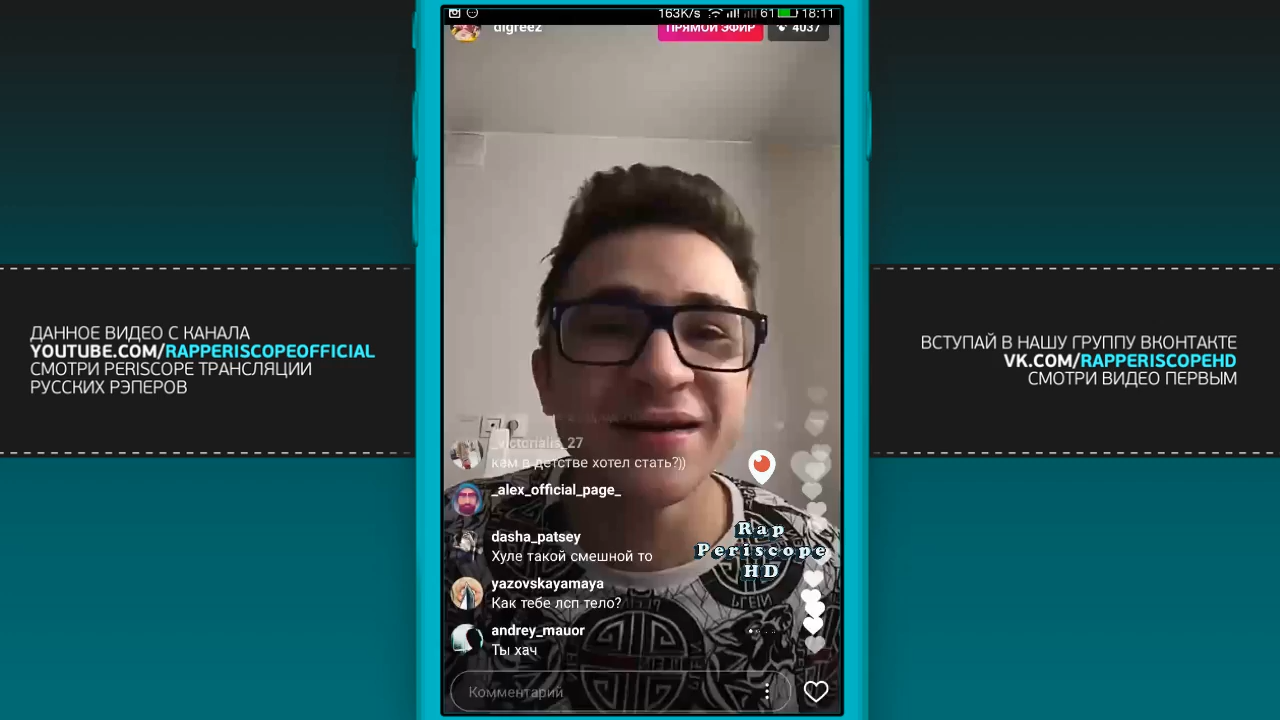 163K/s 61 18:11
digreez ПРЯМОЙ ЭФИР 4037
ДАННОЕ ВИДЕО С КАНАЛА
YOUTUBE.COM/RAPPERISCOPEOFFICIAL
СМОТРИ PERISCOPE ТРАНСЛЯЦИИ
РУССКИХ РЭПЕРОВ
ВСТУПАЙ В НАШУ ГРУППУ ВКОНТАКТЕ
VK.COM/RAPPERISCOPEHD
СМОТРИ ВИДЕО ПЕРВЫМ
_victorialis_27
кем в детстве хотел стать?))
_alex_official_page_
dasha_patsey
Хуле такой смешной то
yazovskayamaya
Как тебе лсп тело?
andrey_mauor
Ты хач
Rap
Periscope
HD
Комментарий